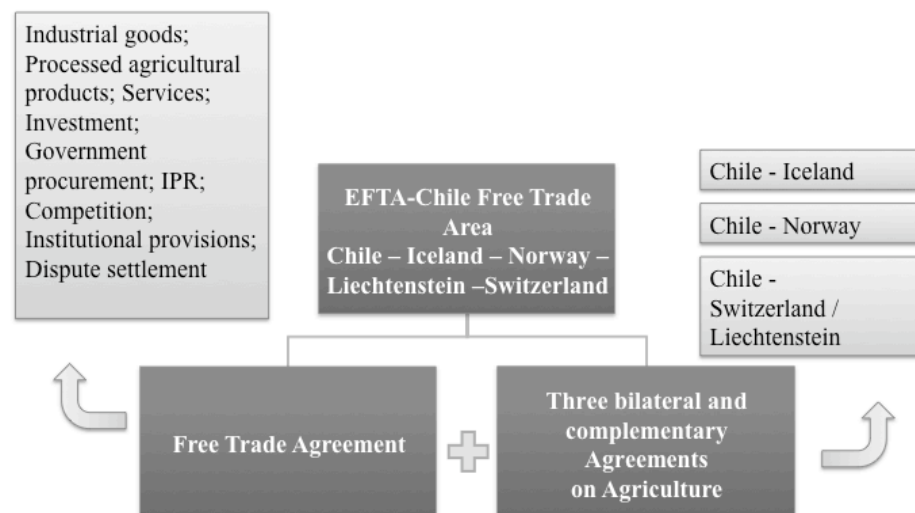 Industrial goods;
Processed agricultural
products; Services;
Investment;
Government
procurement; IPR;
Competition;
Institutional provisions;
Dispute settlement
EFTA-Chile Free Trade
Area
Chile – Iceland – Norway –
Liechtenstein –Switzerland
Chile - Iceland
Chile - Norway
Chile -
Switzerland /
Liechtenstein
Free Trade Agreement
Three bilateral and
complementary
Agreements
on Agriculture